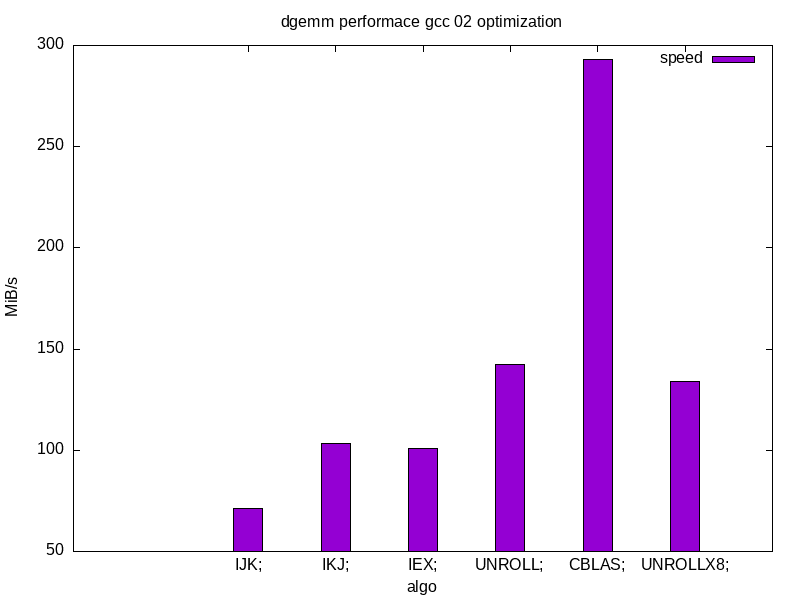 dgemm performace gcc 02 optimization
speed
300
250
200
150
100
50
MiB/s
IJK; IKJ; IEX; UNROLL; CBLAS; UNROLLX8;
algo